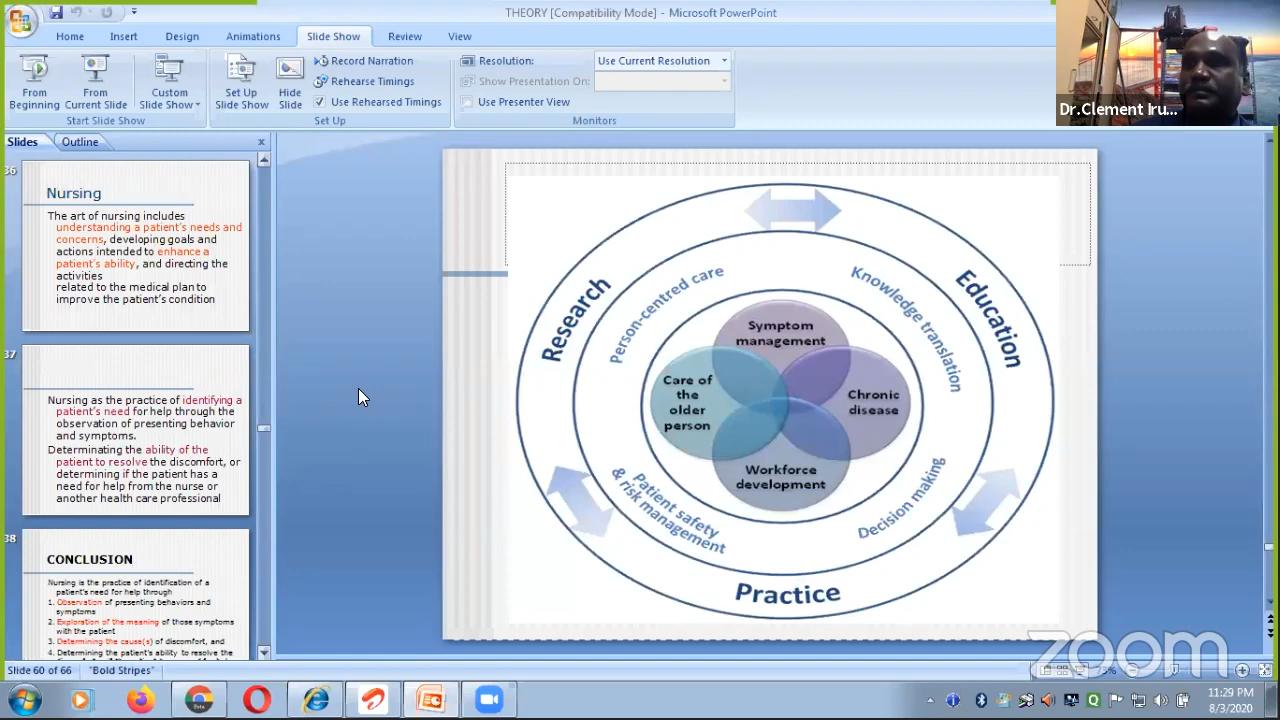 THEORY [Compatibility Mode] - Microsoft PowerPoint
Home Insert Design Animations Slide Show Review View
From Beginning
From Current Slide
Custom Slide Show
Start Slide Show
Set Up Slide Show
Hide Slide
Record Narration
Rehearse Timings
Use Rehearsed Timings
Set Up
Resolution: Use Current Resolution
Show Presentation On:
Use Presenter View
Monitors
Dr.Clement Iru...
Slides Outline
36
Nursing
The art of nursing includes
understanding a patient's needs and
concerns, developing goals and
actions intended to enhance a
patient's ability, and directing the
activities
related to the medical plan to
improve the patient's condition
37
Nursing as the practice of identifying a
patient's need for help through the
observation of presenting behavior
and symptoms.
Determining the ability of the
patient to resolve the discomfort, or
determining if the patient has a
need for help from the nurse or
another health care professional
38
CONCLUSION
Nursing is the practice of identification of a
patient's need for help through
1. Observation of presenting behaviors and
symptoms
2. Exploration of the meaning of those symptoms
with the patient
3. Determining the cause(s) of discomfort, and
4. Determining the patient's ability to resolve the
Research
Education
Practice
Person-centred care
Knowledge translation
Patient safety
& risk management
Decision making
Symptom
management
Care of
the
older
person
Chronic
disease
Workforce
development
zoom
Slide 60 of 66 "Bold Stripes"
11:29 PM
8/3/2020